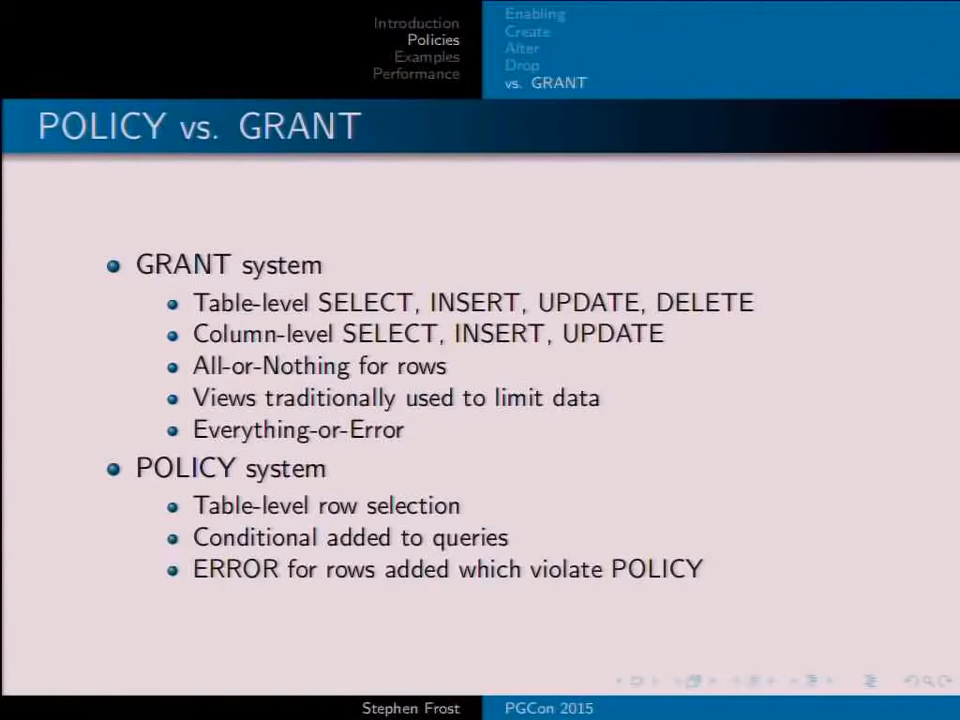 Introduction
Policies
Examples
Performance
Enabling
Create
Alter
Drop
vs. GRANT
POLICY vs. GRANT
GRANT system
Table-level SELECT, INSERT, UPDATE, DELETE
Column-level SELECT, INSERT, UPDATE
All-or-Nothing for rows
Views traditionally used to limit data
Everything-or-Error
POLICY system
Table-level row selection
Conditional added to queries
ERROR for rows added which violate POLICY
Stephen Frost
PGCon 2015